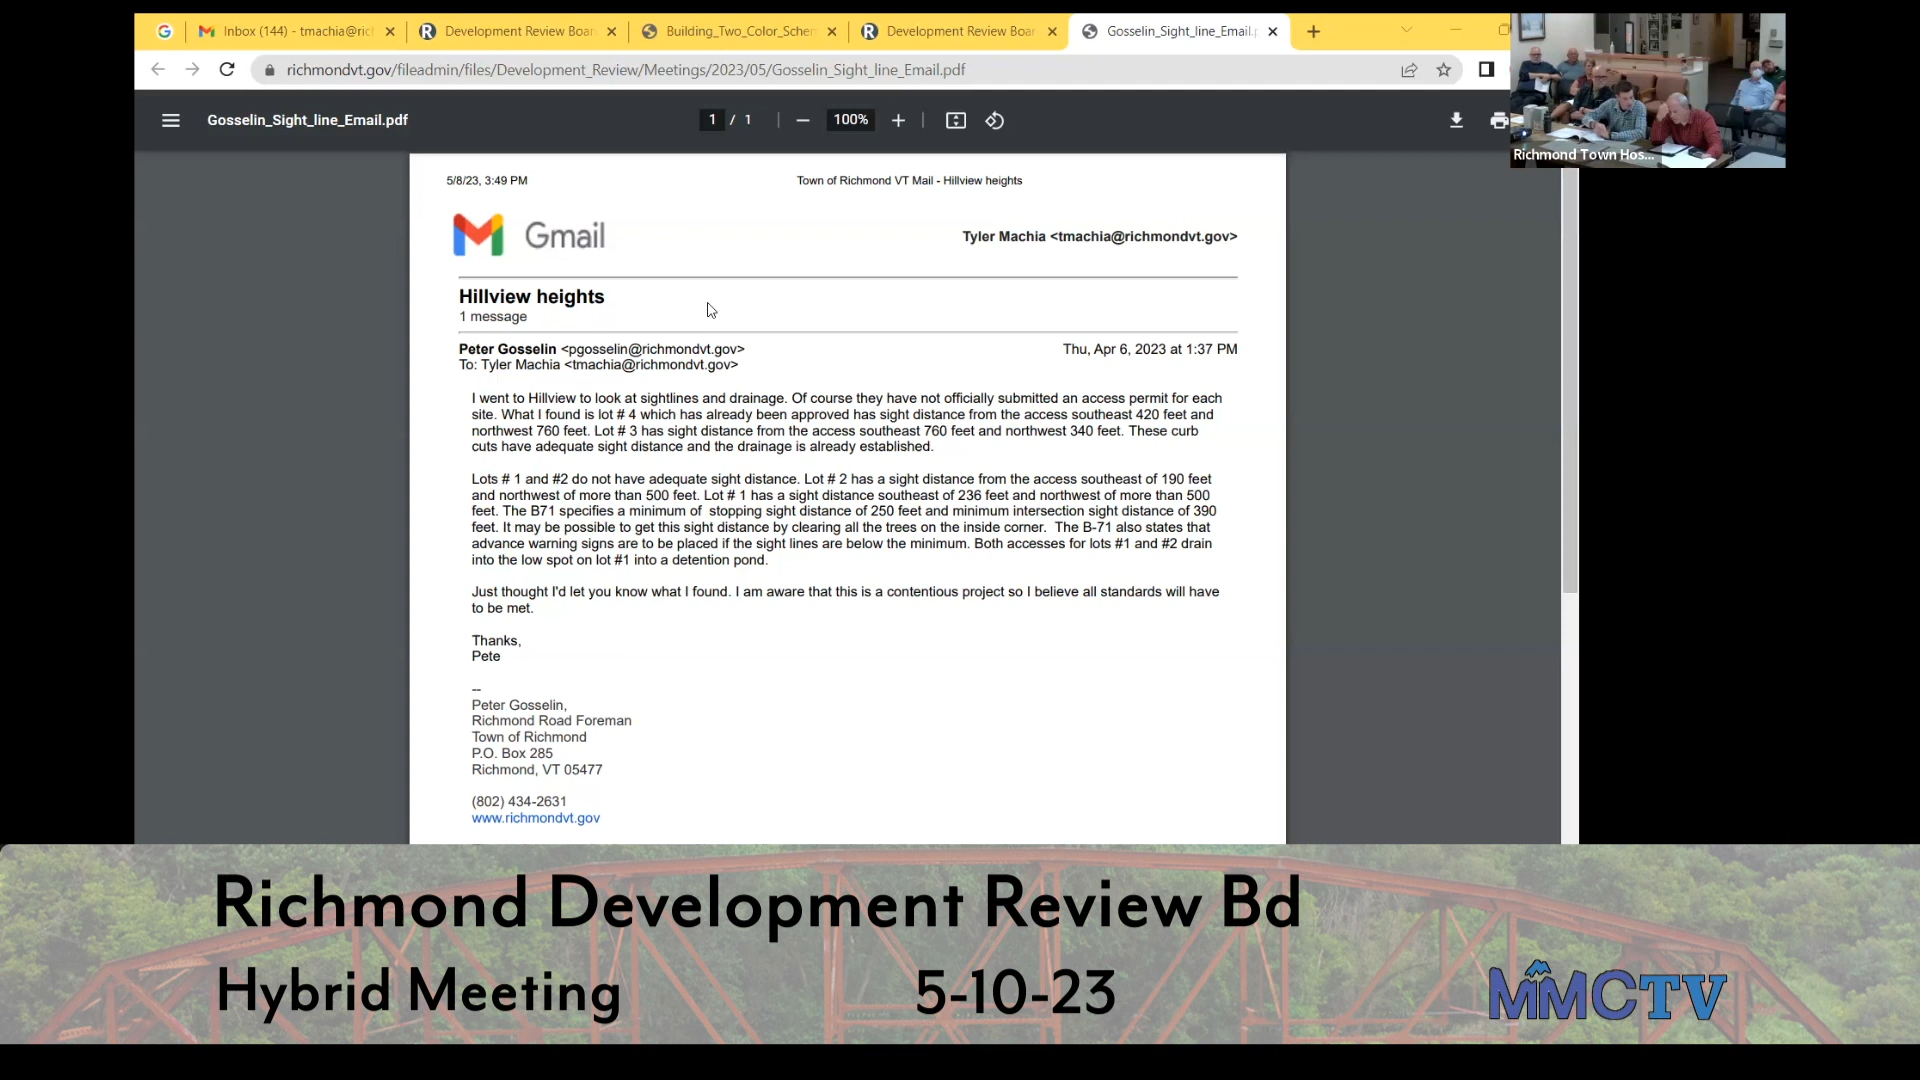 Inbox (144) - tmachia@ric
Development Review Boa
Building_Two_Color_Schem
Development Review Boar
Gosselin_Sight_line_Email.
richmondvt.gov/fileadmin/files/Development_Review/Meetings/2023/05/Gosselin_Sight_line_Email.pdf
Gosselin_Sight_line_Email.pdf
1 / 1
100%
Richmond Town Hos...
5/8/23, 3:49 PM
Town of Richmond VT Mail - Hillview heights
Gmail
Tyler Machia <tmachia@richmondvt.gov>
Hillview heights
1 message
Peter Gosselin <pgosselin@richmondvt.gov>
Thu, Apr 6, 2023 at 1:37 PM
To: Tyler Machia <tmachia@richmondvt.gov>
I went to Hillview to look at sightlines and drainage. Of course they have not officially submitted an access permit for each
site. What I found is lot # 4 which has already been approved has sight distance from the access southeast 420 feet and
northwest 760 feet. Lot # 3 has sight distance from the access southeast 760 feet and northwest 340 feet. These curb
cuts have adequate sight distance and the drainage is already established.
Lots # 1 and #2 do not have adequate sight distance. Lot # 2 has a sight distance from the access southeast of 190 feet
and northwest of more than 500 feet. Lot # 1 has a sight distance southeast of 236 feet and northwest of more than 500
feet. The B71 specifies a minimum of stopping sight distance of 250 feet and minimum intersection sight distance of 390
feet. It may be possible to get this sight distance by clearing all the trees on the inside corner. The B-71 also states that
advance warning signs are to be placed if the sight lines are below the minimum. Both accesses for lots #1 and #2 drain
into the low spot on lot #1 into a detention pond.
Just thought I'd let you know what I found. I am aware that this is a contentious project so I believe all standards will have
to be met.
Thanks,
Pete
--
Peter Gosselin,
Richmond Road Foreman
Town of Richmond
P.O. Box 285
Richmond, VT 05477
(802) 434-2631
www.richmondvt.gov
Richmond Development Review Bd
Hybrid Meeting
5-10-23
MMCTV